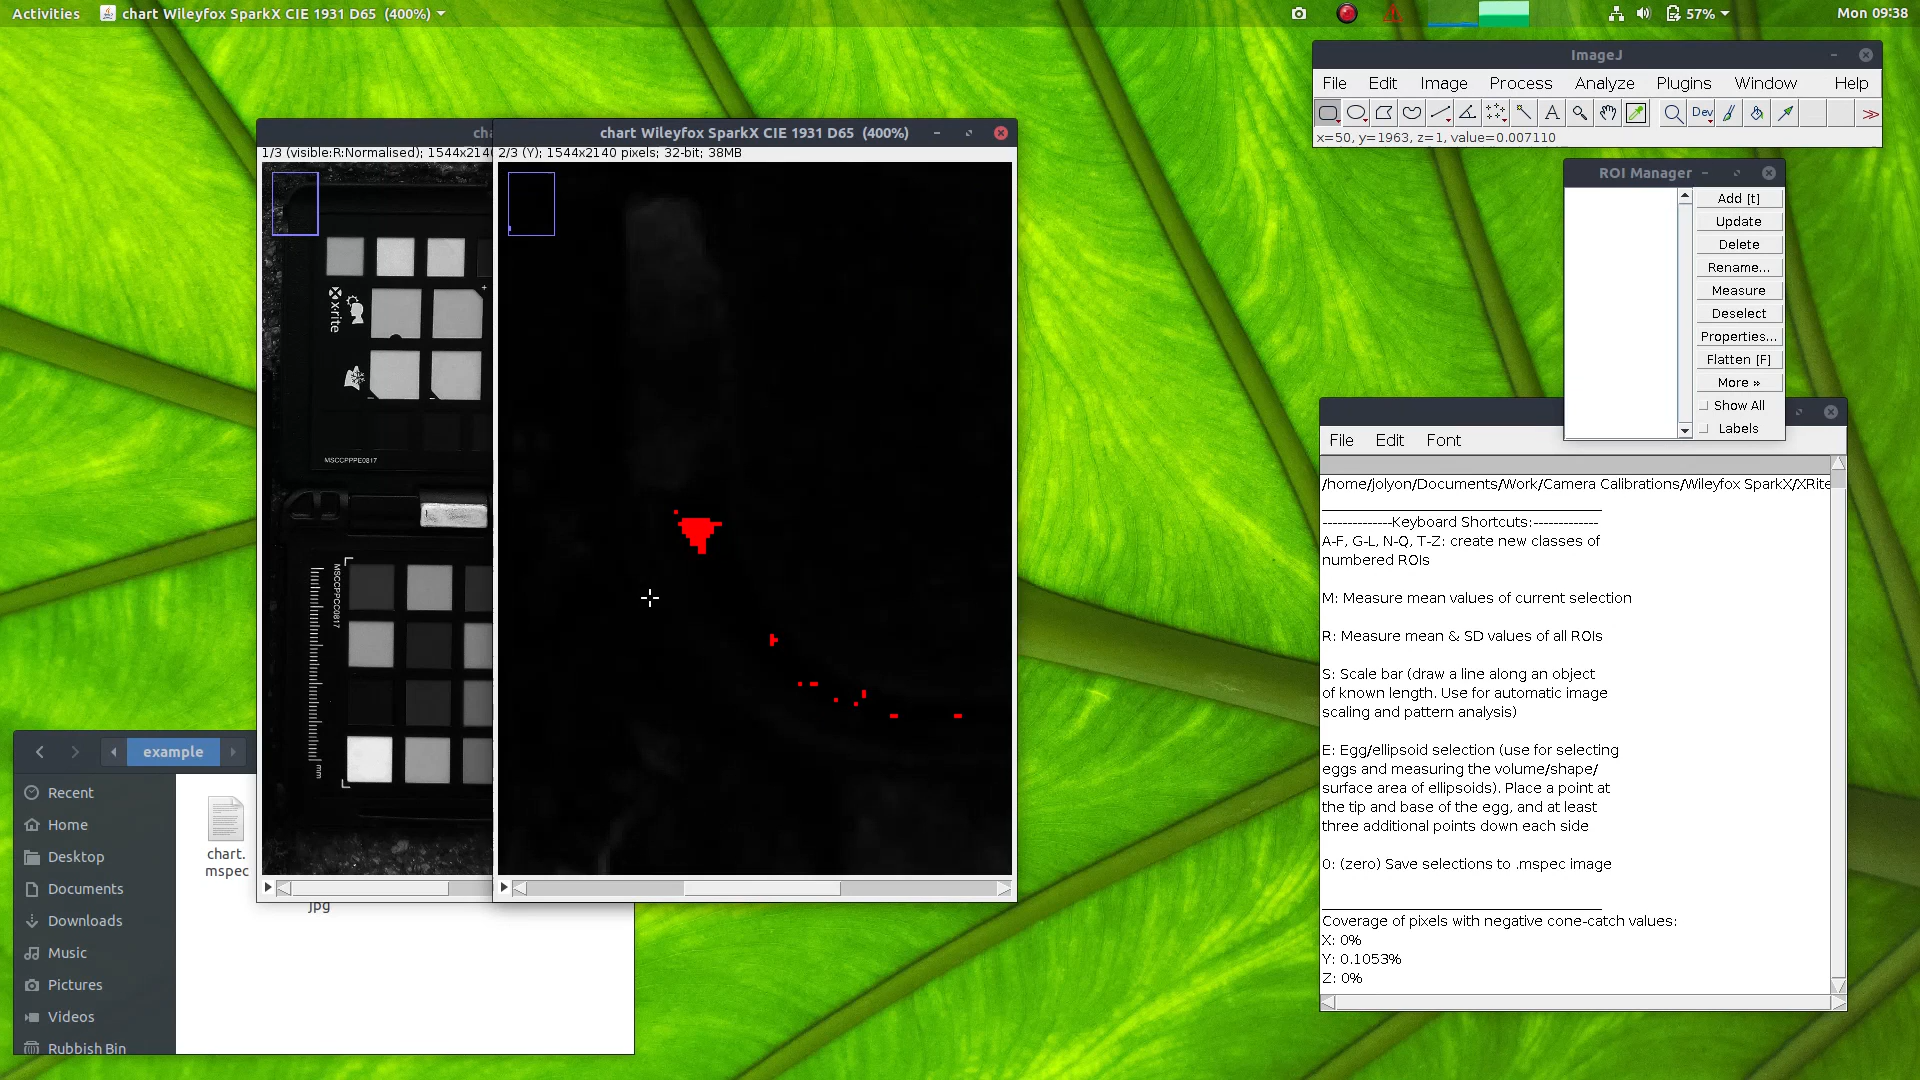 Activities
chart Wileyfox SparkX CIE 1931 D65 (400%)
57%
Mon 09:38
ImageJ
File Edit Image Process Analyze Plugins Window Help
A Dev >>
x=50, y=1963, z=1, value=0.007110
ROI Manager
Add [t]
Update
Delete
Rename...
Measure
Deselect
Properties...
Flatten [F]
More »
Show All
Labels
cha
1/3 (visible:R:Normalised); 1544x2140
x·rite
MSCCPPPE0817
MSCCPPCC0817
mm
chart Wileyfox SparkX CIE 1931 D65 (400%)
2/3 (Y); 1544x2140 pixels; 32-bit; 38MB
File Edit Font
/home/jolyon/Documents/Work/Camera Calibrations/Wileyfox SparkX/XRite
--------------Keyboard Shortcuts:-------------
A-F, G-L, N-Q, T-Z: create new classes of
numbered ROIs
M: Measure mean values of current selection
R: Measure mean & SD values of all ROIs
S: Scale bar (draw a line along an object
of known length. Use for automatic image
scaling and pattern analysis)
E: Egg/ellipsoid selection (use for selecting
eggs and measuring the volume/shape/
surface area of ellipsoids). Place a point at
the tip and base of the egg, and at least
three additional points down each side
0: (zero) Save selections to .mspec image
Coverage of pixels with negative cone-catch values:
X: 0%
Y: 0.1053%
Z: 0%
example
Recent
Home
Desktop
Documents
Downloads
Music
Pictures
Videos
Rubbish Bin
chart.
mspec
jpg